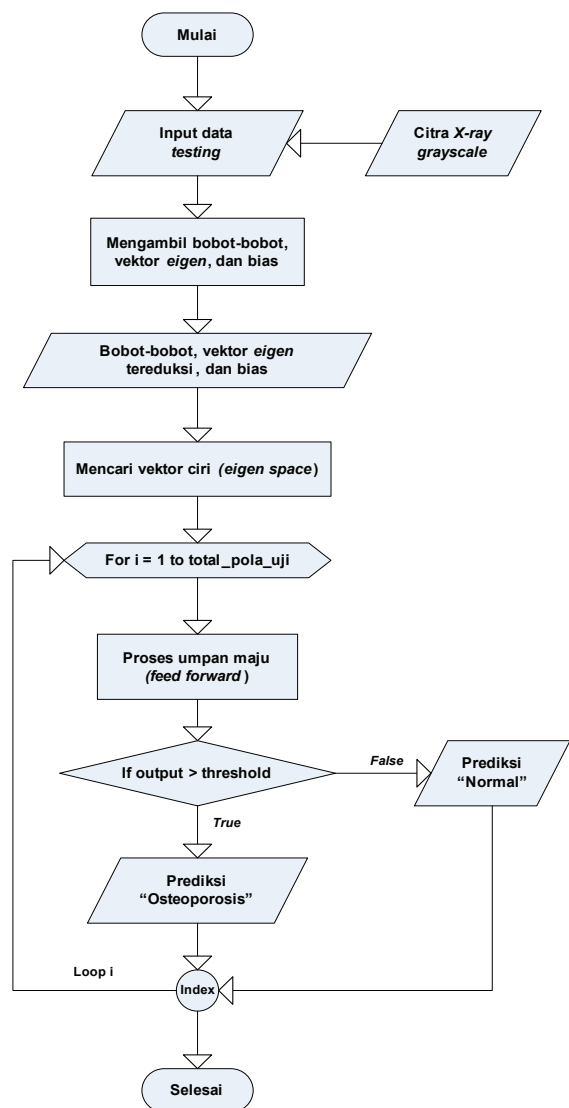 Mulai
Input data
testing
Citra X-ray
grayscale
Mengambil bobot-bobot,
vektor eigen, dan bias
Bobot-bobot, vektor eigen
tereduksi, dan bias
Mencari vektor ciri (eigen space)
For i = 1 to total_pola_uji
Proses umpan maju
(feed forward)
If output > threshold
False
Prediksi
“Normal”
True
Prediksi
“Osteoporosis”
Loop i
Index
Selesai